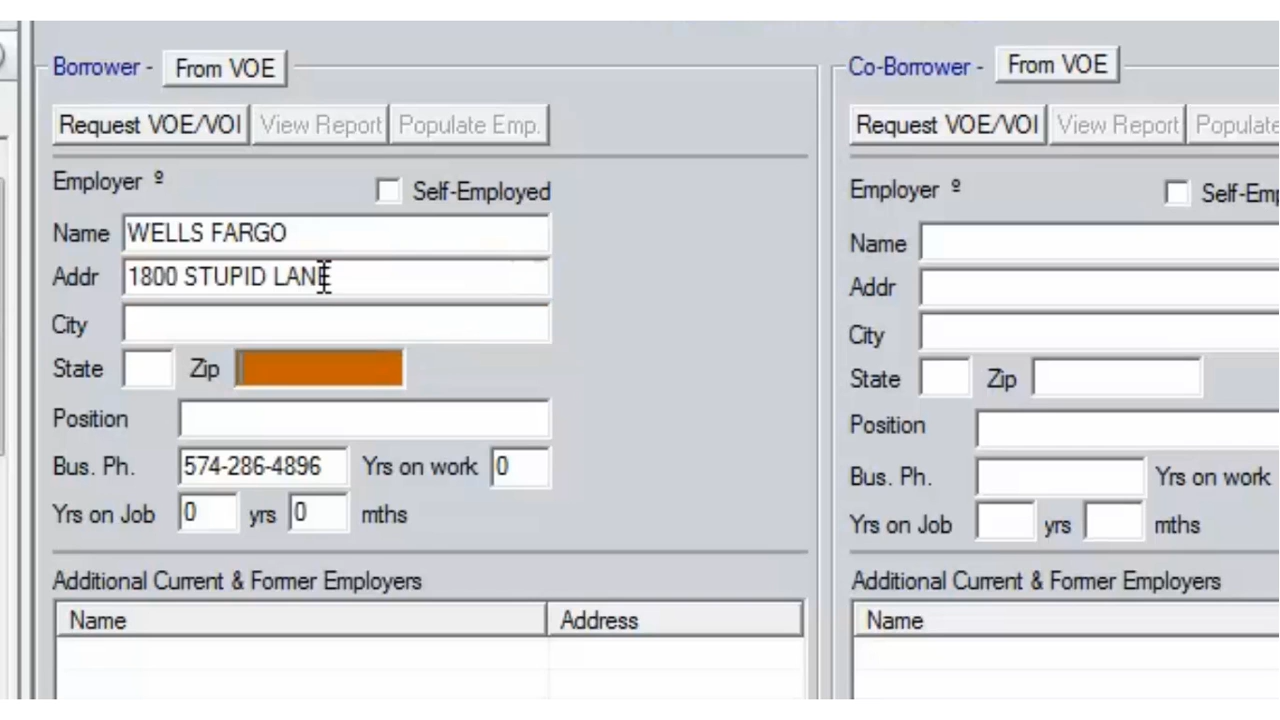 Borrower - From VOE
Request VOE/VOI View Report Populate Emp.
Employer º Self-Employed
Name WELLS FARGO
Addr 1800 STUPID LANE
City
State Zip
Position
Bus. Ph. 574-286-4896 Yrs on work 0
Yrs on Job 0 yrs 0 mths
Additional Current & Former Employers
Name Address
Co-Borrower - From VOE
Request VOE/VOI View Report Populate
Employer º Self-Emp
Name
Addr
City
State Zip
Position
Bus. Ph. Yrs on work
Yrs on Job yrs mths
Additional Current & Former Employers
Name